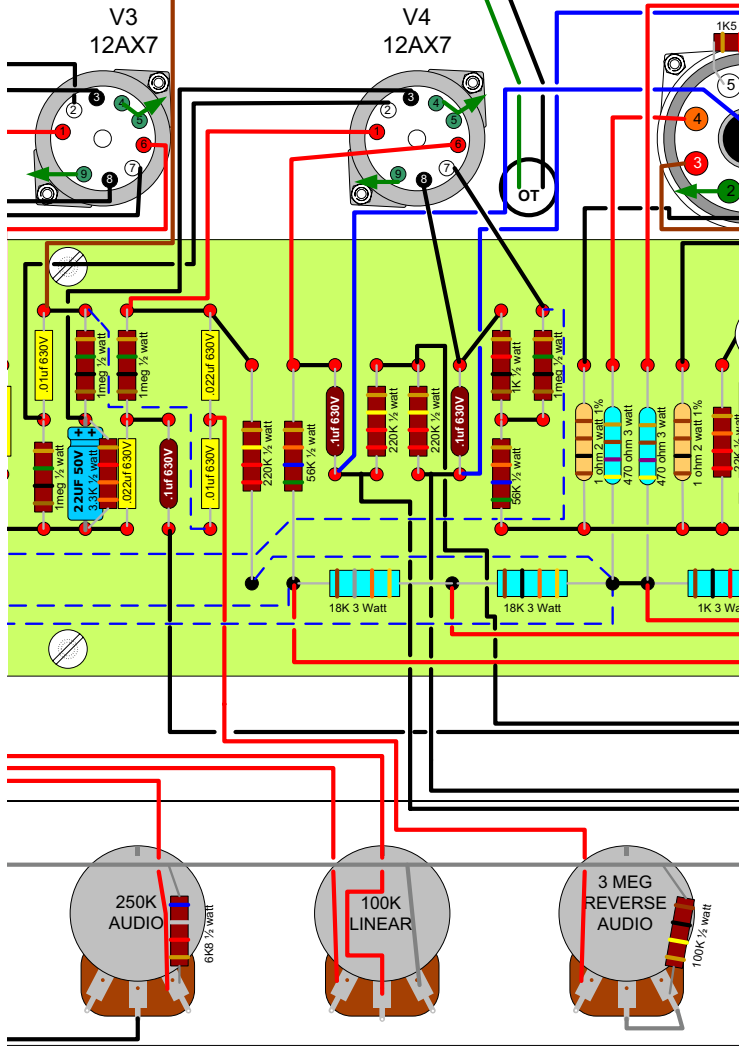 V3
12AX7
V4
12AX7
1K5
3
2
4
5
1
6
7
9
8
3
2
4
5
1
6
7
9
8
5
4
3
2
OT
.01uf 630V
1meg ½ watt
1meg ½ watt
.022uf 630V
1meg ½ watt
22UF 50V
+
3.3K ½ watt
.022uf 630V
.1uf 630V
.01uf 630V
220K ½ watt
56K ½ watt
.1uf 630V
220K ½ watt
220K ½ watt
.1uf 630V
1K ½ watt
1meg ½ watt
56K ½ watt
1 ohm 2 watt 1%
470 ohm 3 watt
470 ohm 3 watt
1 ohm 2 watt 1%
22K ½ watt
18K 3 Watt
18K 3 Watt
1K 3 Wa
250K
AUDIO
6K8 ½ watt
100K
LINEAR
3 MEG
REVERSE
AUDIO
100K ½ watt